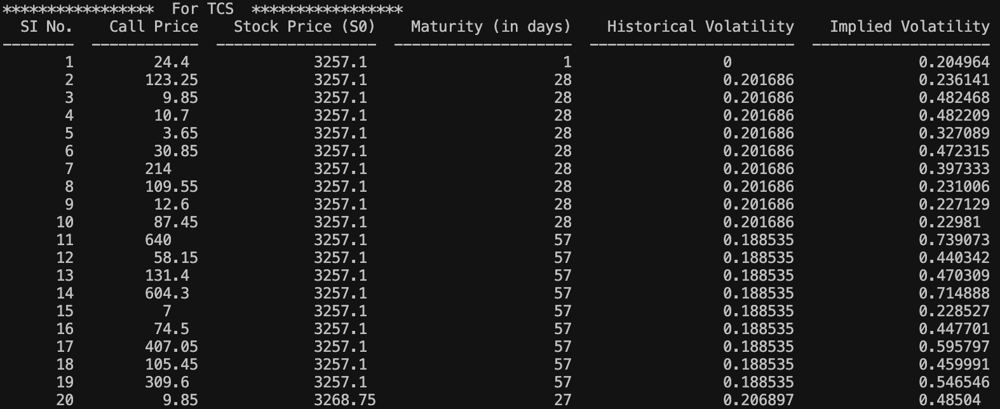 *****************  For TCS  *****************
  SI No.    Call Price    Stock Price (S0)    Maturity (in days)    Historical Volatility    Implied Volatility
--------  ------------  ------------------  --------------------  -----------------------  --------------------
       1         24.4              3257.1                      1                 0                     0.204964
       2        123.25             3257.1                     28                 0.201686              0.236141
       3          9.85             3257.1                     28                 0.201686              0.482468
       4         10.7              3257.1                     28                 0.201686              0.482209
       5          3.65             3257.1                     28                 0.201686              0.327089
       6         30.85             3257.1                     28                 0.201686              0.472315
       7        214                3257.1                     28                 0.201686              0.397333
       8        109.55             3257.1                     28                 0.201686              0.231006
       9         12.6              3257.1                     28                 0.201686              0.227129
      10         87.45             3257.1                     28                 0.201686              0.22981
      11        640                3257.1                     57                 0.188535              0.739073
      12         58.15             3257.1                     57                 0.188535              0.440342
      13        131.4              3257.1                     57                 0.188535              0.470309
      14        604.3              3257.1                     57                 0.188535              0.714888
      15          7                3257.1                     57                 0.188535              0.228527
      16         74.5              3257.1                     57                 0.188535              0.447701
      17        407.05             3257.1                     57                 0.188535              0.595797
      18        105.45             3257.1                     57                 0.188535              0.459991
      19        309.6              3257.1                     57                 0.188535              0.546546
      20          9.85             3268.75                    27                 0.206897              0.48504